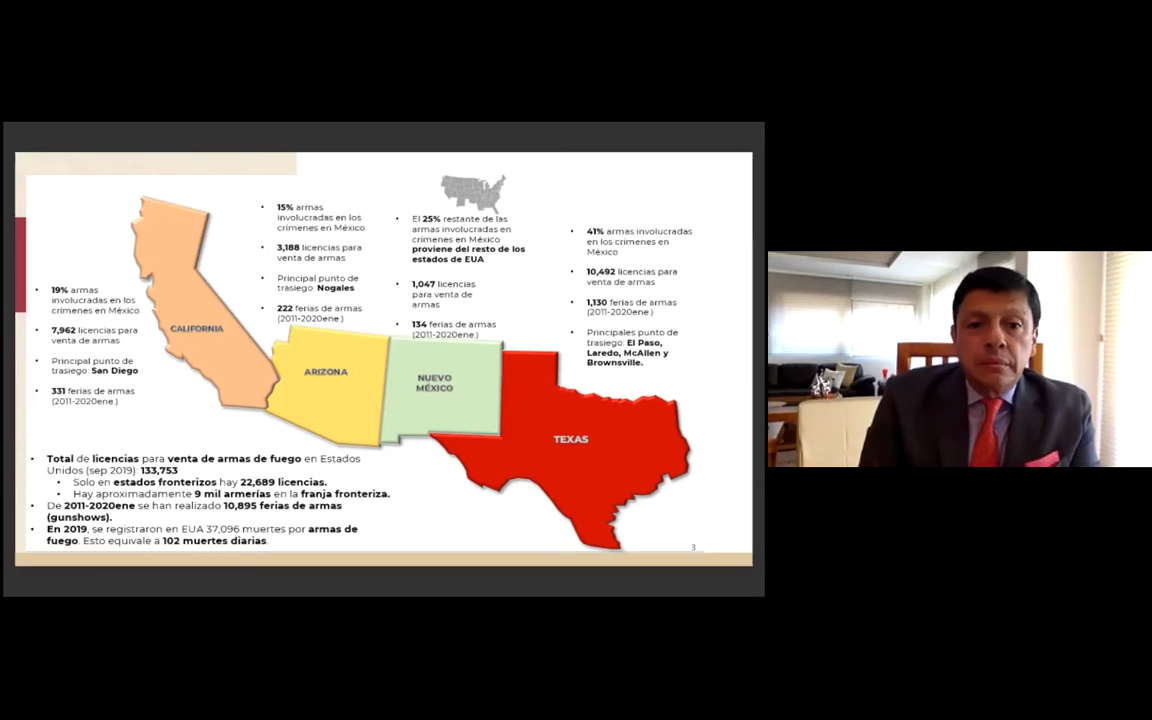 • 19% armas
involucradas en los
crímenes en México
• 7,962 licencias para
venta de armas
• Principal punto de
trasiego: San Diego
• 331 ferias de armas
(2011-2020ene.)
CALIFORNIA
• 15% armas
involucradas en los
crímenes en México
• 3,188 licencias para
venta de armas
• Principal punto de
trasiego: Nogales
• 222 ferias de armas
(2011-2020ene.)
ARIZONA
• El 25% restante de las
armas involucradas en
crímenes en México
proviene del resto de los
estados de EUA.
• 1,047 licencias
para venta de
armas
• 134 ferias de armas
(2011-2020ene.)
NUEVO
MÉXICO
• 41% armas involucradas
en los crímenes en
México
• 10,492 licencias para
venta de armas
• 1,130 ferias de armas
(2011-2020ene.)
• Principales punto de
trasiego: El Paso,
Laredo, McAllen y
Brownsville.
TEXAS
• Total de licencias para venta de armas de fuego en Estados
Unidos (sep 2019): 133,753
• Solo en estados fronterizos hay 22,689 licencias.
• Hay aproximadamente 9 mil armerías en la franja fronteriza.
• De 2011-2020ene se han realizado 10,895 ferias de armas
(gunshows).
• En 2019, se registraron en EUA 37,096 muertes por armas de
fuego. Esto equivale a 102 muertes diarias.
3